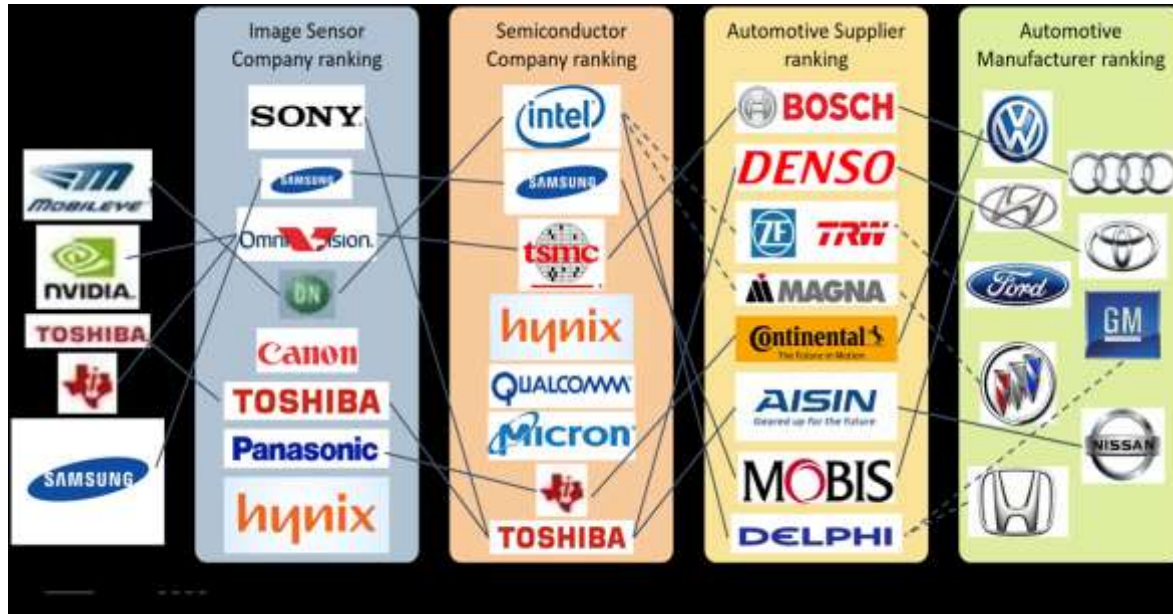 Image Sensor
Company ranking
Semiconductor
Company ranking
Automotive Supplier
ranking
Automotive
Manufacturer ranking
MOBILEYE
NVIDIA
TOSHIBA
SAMSUNG
SONY
SAMSUNG
OmniVision
ON
Canon
TOSHIBA
Panasonic
hynix
intel
SAMSUNG
tsmc
hynix
QUALCOMM
Micron
TOSHIBA
BOSCH
DENSO
ZF TRW
MAGNA
Continental
The Future in Motion
AISIN
Geared up for the future
MOBIS
DELPHI
Ford
GM
NISSAN